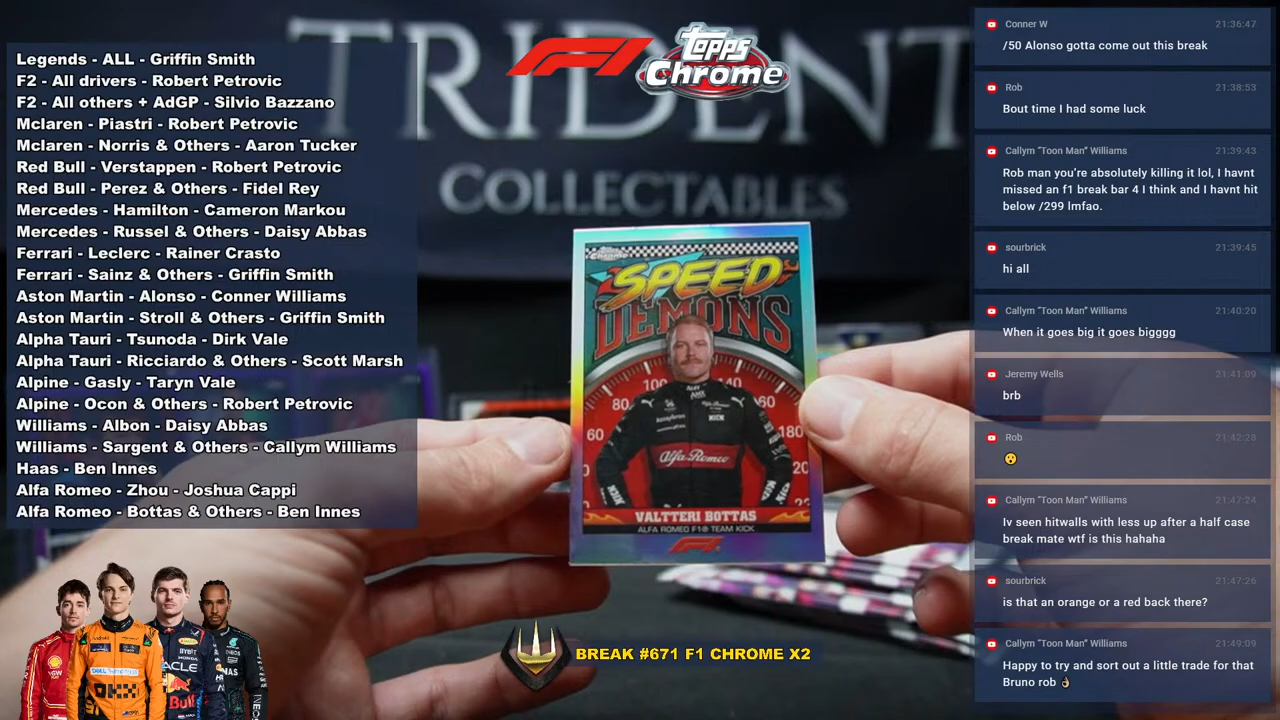 Legends - ALL - Griffin Smith
F2 - All drivers - Robert Petrovic
F2 - All others + AdGP - Silvio Bazzano
Mclaren - Piastri - Robert Petrovic
Mclaren - Norris & Others - Aaron Tucker
Red Bull - Verstappen - Robert Petrovic
Red Bull - Perez & Others - Fidel Rey
Mercedes - Hamilton - Cameron Markou
Mercedes - Russel & Others - Daisy Abbas
Ferrari - Leclerc - Rainer Crasto
Ferrari - Sainz & Others - Griffin Smith
Aston Martin - Alonso - Conner Williams
Aston Martin - Stroll & Others - Griffin Smith
Alpha Tauri - Tsunoda - Dirk Vale
Alpha Tauri - Ricciardo & Others - Scott Marsh
Alpine - Gasly - Taryn Vale
Alpine - Ocon & Others - Robert Petrovic
Williams - Albon - Daisy Abbas
Williams - Sargent & Others - Callym Williams
Haas - Ben Innes
Alfa Romeo - Zhou - Joshua Cappi
Alfa Romeo - Bottas & Others - Ben Innes
TRIDENT
COLLECTABLES
F1
Topps
Chrome
Chrome
SPEED
DEMONS
100
140
80
160
60
180
KICK
Alfa Romeo
VALTTERI BOTTAS
ALFA ROMEO F1® TEAM KICK
F1
BREAK #671 F1 CHROME X2
Conner W 21:36:47
/50 Alonso gotta come out this break
Rob 21:38:53
Bout time I had some luck
Callym “Toon Man” Williams 21:39:43
Rob man you’re absolutely killing it lol, I havnt
missed an f1 break bar 4 I think and I havnt hit
below /299 lmfao.
sourbrick 21:39:45
hi all
Callym “Toon Man” Williams 21:40:20
When it goes big it goes bigggg
Jeremy Wells 21:41:09
brb
Rob 21:42:28
😮
Callym “Toon Man” Williams 21:47:24
Iv seen hitwalls with less up after a half case
break mate wtf is this hahaha
sourbrick 21:47:26
is that an orange or a red back there?
Callym “Toon Man” Williams 21:49:09
Happy to try and sort out a little trade for that
Bruno rob 👌